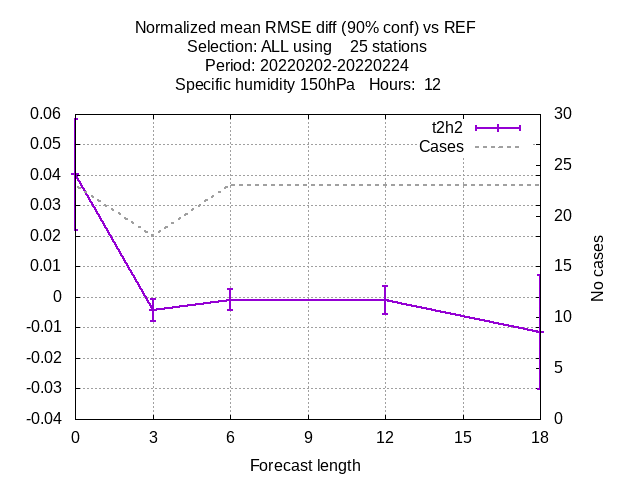 Normalized mean RMSE diff (90% conf) vs REF
Selection: ALL using    25 stations
Period: 20220202-20220224
Specific humidity 150hPa   Hours:  12
t2h2
Cases
0.06
0.05
0.04
0.03
0.02
0.01
0
-0.01
-0.02
-0.03
-0.04
30
25
20
15
10
5
0
No cases
0 3 6 9 12 15 18
Forecast length